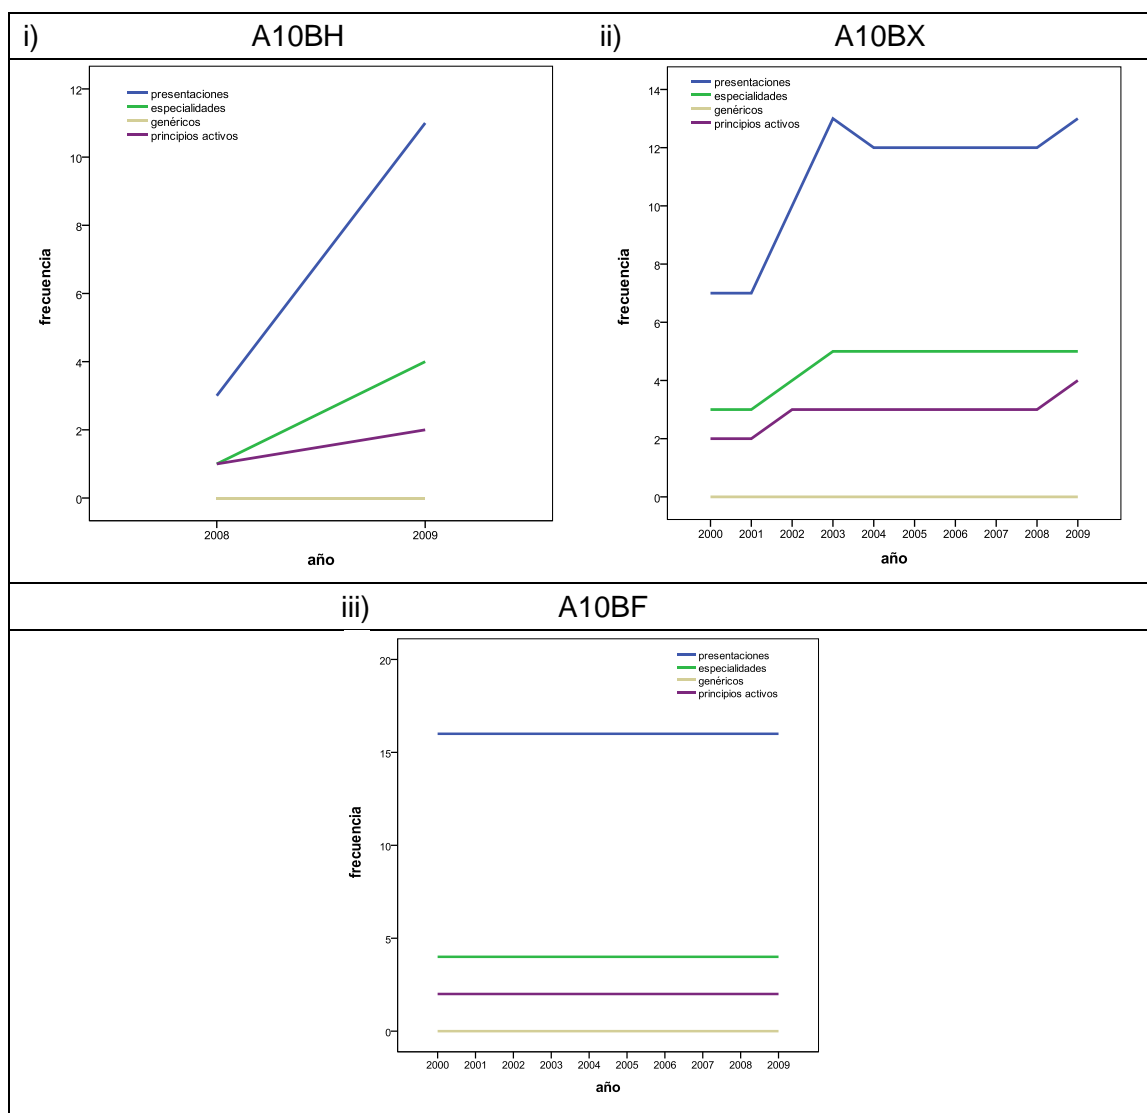 i) A10BH
ii) A10BX
presentaciones
especialidades
genéricos
principios activos
12
10
8
6
4
2
0
frecuencia
2008 2009
año
presentaciones
especialidades
genéricos
principios activos
14
12
10
8
6
4
2
0
frecuencia
2000 2001 2002 2003 2004 2005 2006 2007 2008 2009
año
iii) A10BF
presentaciones
especialidades
genéricos
principios activos
20
15
10
5
0
frecuencia
2000 2001 2002 2003 2004 2005 2006 2007 2008 2009
año